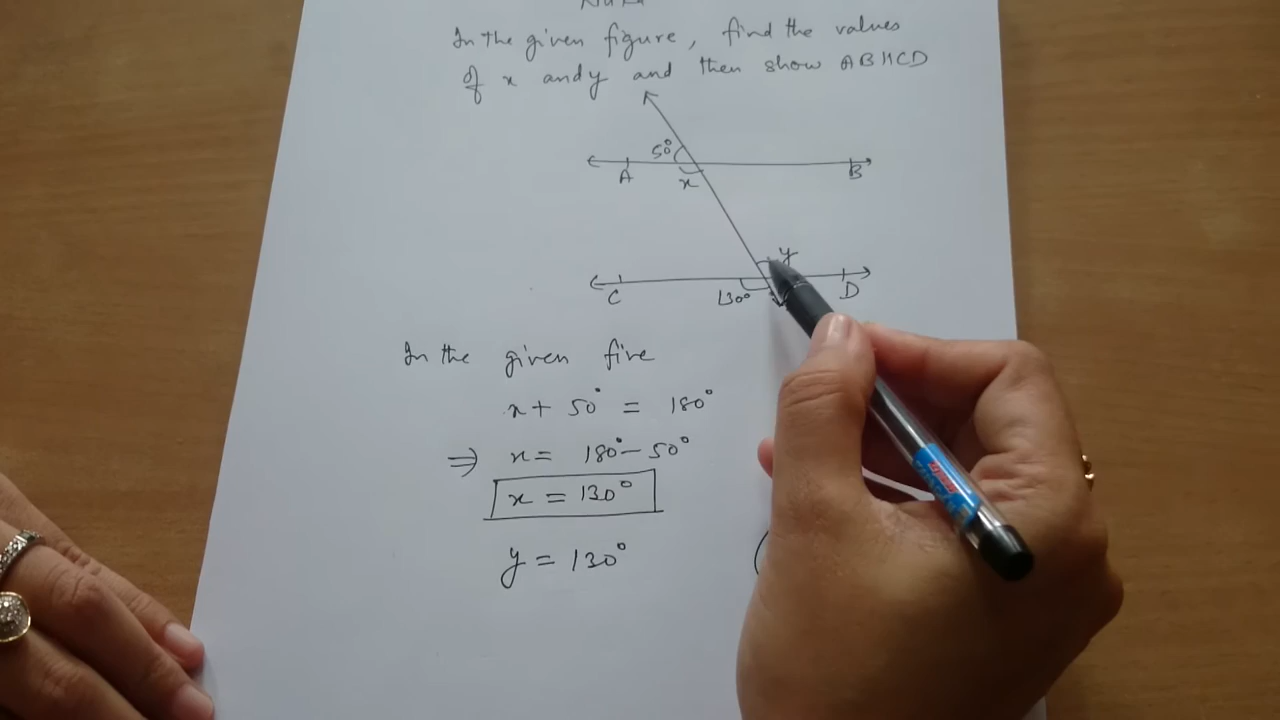 In the given figure, find the values
of x and y and then show AB||CD
50°
A
x
B
y
C
130°
D
In the given five
x + 50° = 180°
⇒ x = 180° - 50°
x = 130°
y = 130°
(